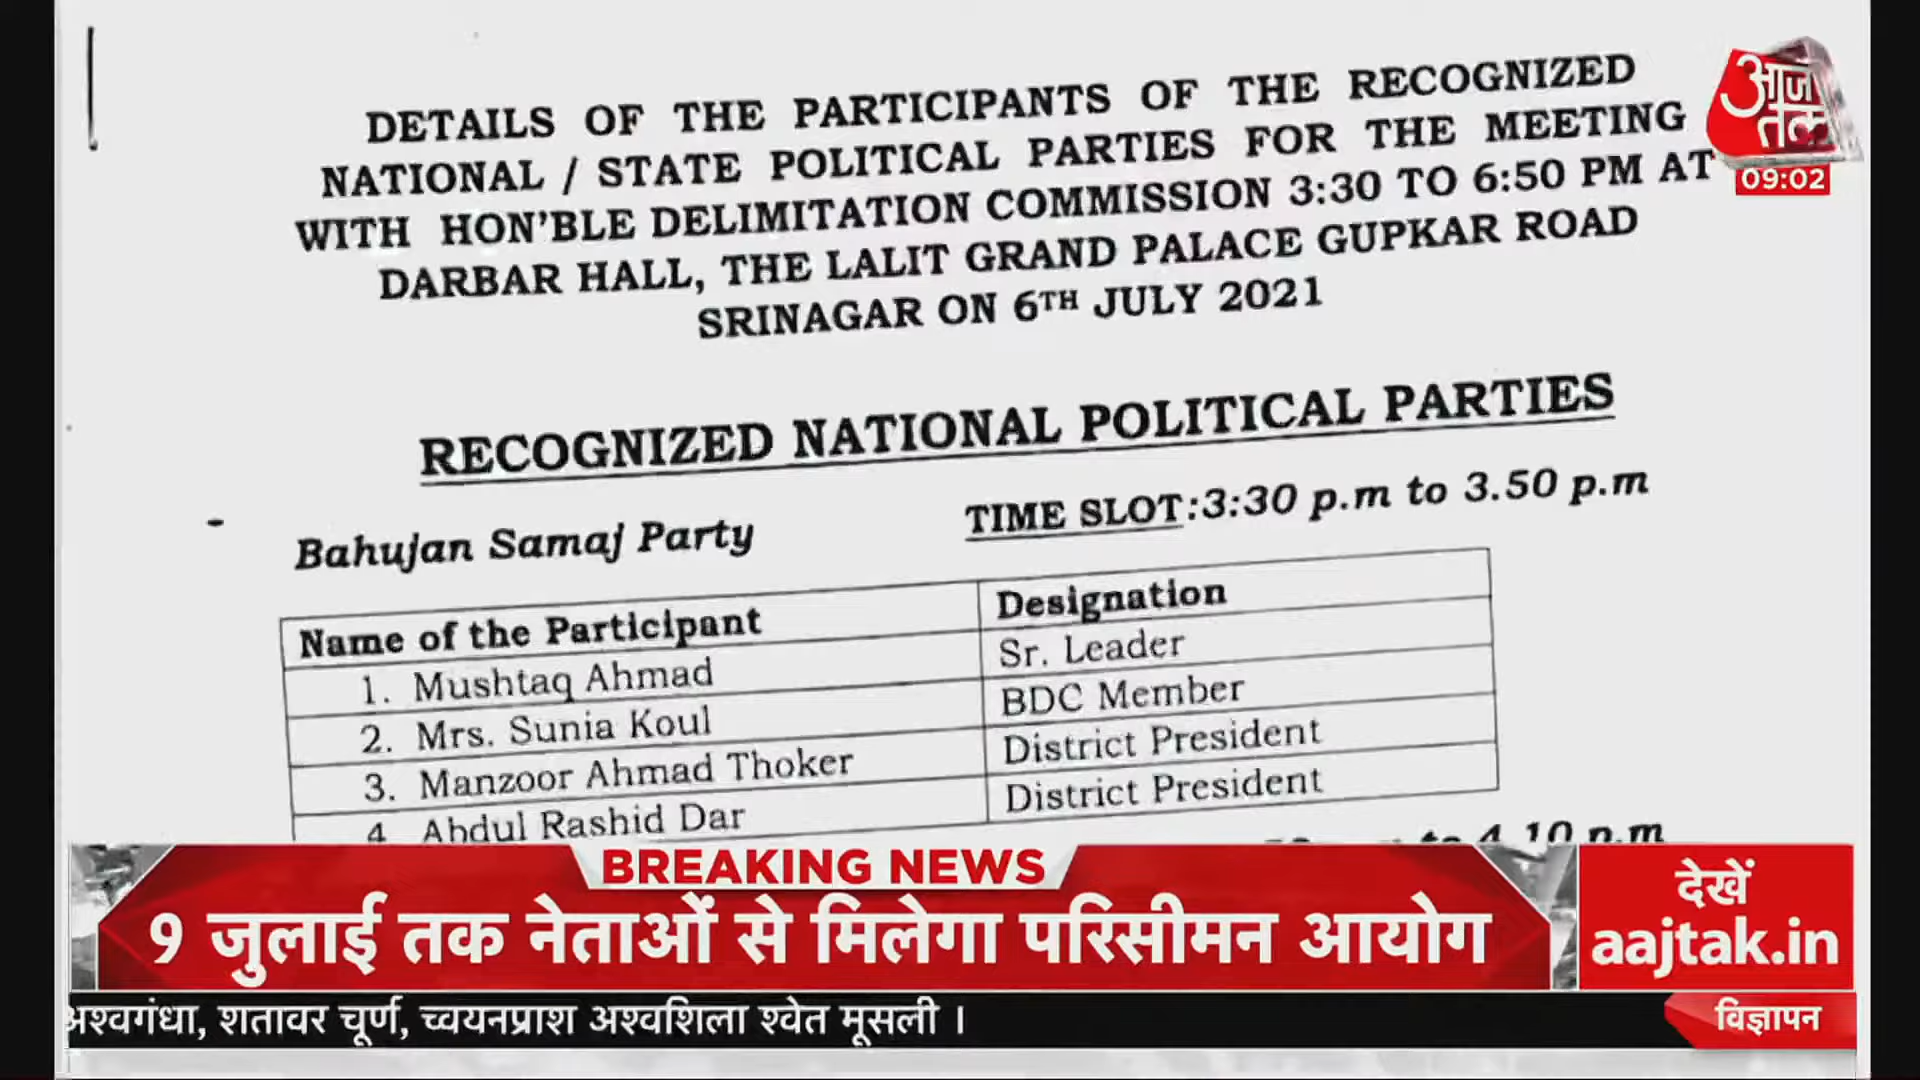 DETAILS OF THE PARTICIPANTS OF THE RECOGNIZED
NATIONAL / STATE POLITICAL PARTIES FOR THE MEETING
WITH HON'BLE DELIMITATION COMMISSION 3:30 TO 6:50 PM AT
DARBAR HALL, THE LALIT GRAND PALACE GUPKAR ROAD
SRINAGAR ON 6TH JULY 2021
आज
तक
09:02
RECOGNIZED NATIONAL POLITICAL PARTIES
Bahujan Samaj Party TIME SLOT:3:30 p.m to 3.50 p.m
Name of the Participant Designation
1. Mushtaq Ahmad Sr. Leader
2. Mrs. Sunia Koul BDC Member
3. Manzoor Ahmad Thoker District President
4 Abdul Rashid Dar District President
to 4.10 p.m
BREAKING NEWS
9 जुलाई तक नेताओं से मिलेगा परिसीमन आयोग
देखें
aajtak.in
अश्वगंधा, शतावर चूर्ण, च्वयनप्राश अश्वशिला श्वेत मूसली ।
विज्ञापन